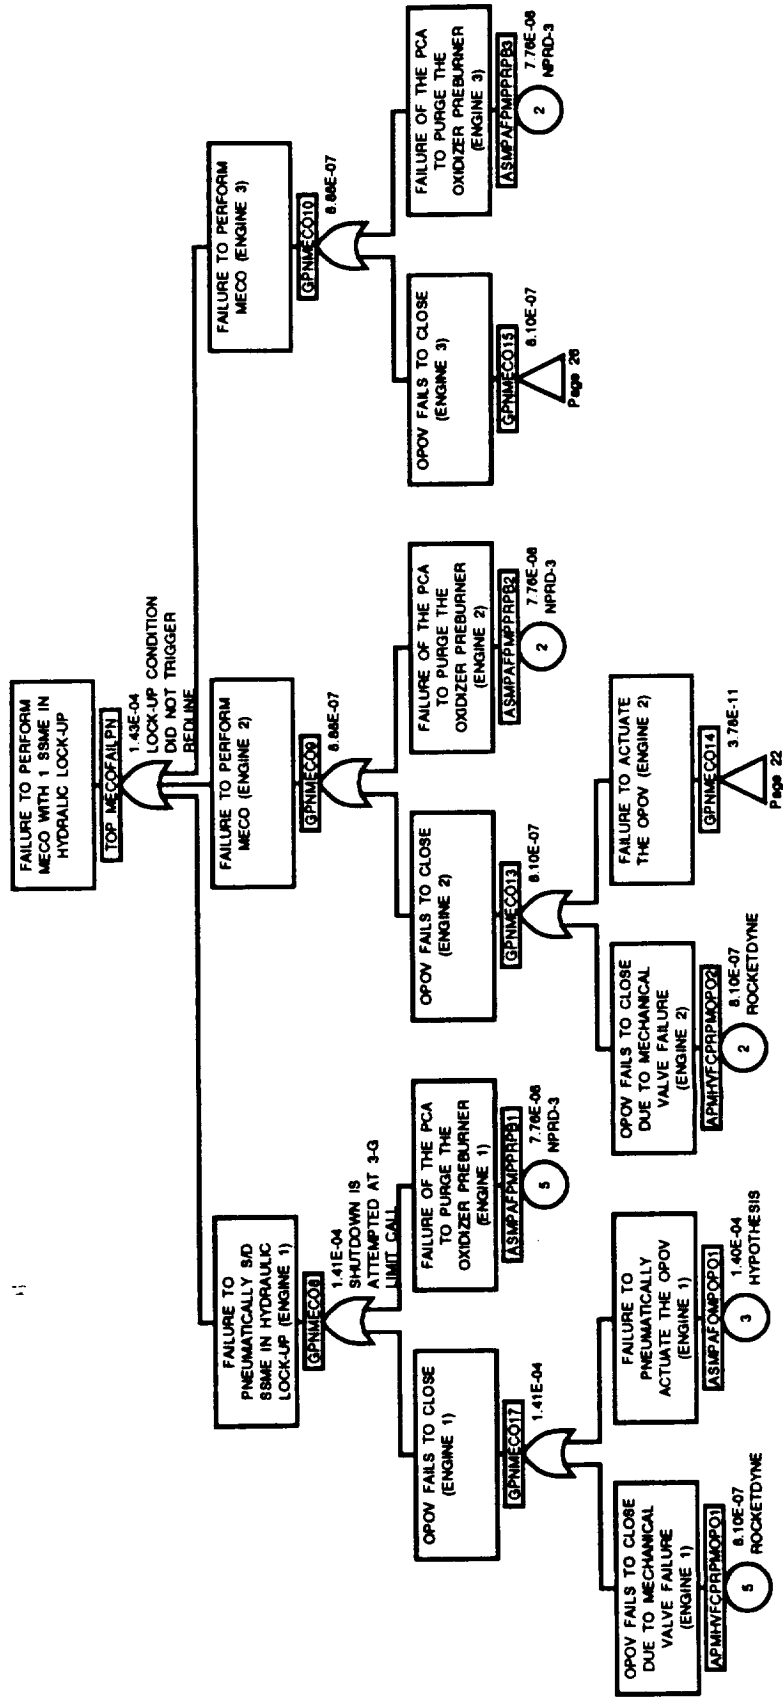 FAILURE TO PERFORM
MECO WITH 1 SSME IN
HYDRALIC LOCK-UP
TOP_MECOFAILPN
1.43E-04
LOCK-UP CONDITION
DID NOT TRIGGER
REDLINE
FAILURE TO
PNEUMATICALLY S/D
SSME IN HYDRAULIC
LOCK-UP (ENGINE 1)
GPNMECO8
1.41E-04
SHUTDOWN IS
ATTEMPTED AT 3-G
LIMIT CALL
FAILURE TO PERFORM
MECO (ENGINE 2)
GPNMECO9
8.88E-07
FAILURE TO PERFORM
MECO (ENGINE 3)
GPNMECO10
8.88E-07
OPOV FAILS TO CLOSE
(ENGINE 1)
GPNMECO17
1.41E-04
FAILURE OF THE PCA
TO PURGE THE
OXIDIZER PREBURNER
(ENGINE 1)
ASMPAFPMPPRPB1
7.76E-08
NPRD-3
5
OPOV FAILS TO CLOSE
(ENGINE 2)
GPNMECO13
8.10E-07
FAILURE OF THE PCA
TO PURGE THE
OXIDIZER PREBURNER
(ENGINE 2)
ASMPAFPMPPRPB2
7.76E-08
NPRD-3
2
OPOV FAILS TO CLOSE
(ENGINE 3)
GPNMECO15
8.10E-07
Page 26
FAILURE OF THE PCA
TO PURGE THE
OXIDIZER PREBURNER
(ENGINE 3)
ASMPAFPMPPRPB3
7.76E-08
NPRD-3
2
OPOV FAILS TO CLOSE
DUE TO MECHANICAL
VALVE FAILURE
(ENGINE 1)
APMHVFCPRPMOPO1
8.10E-07
ROCKETDYNE
5
FAILURE TO
PNEUMATICALLY
ACTUATE THE OPOV
(ENGINE 1)
ASMPAFOMPOPO1
1.40E-04
HYPOTHESIS
3
OPOV FAILS TO CLOSE
DUE TO MECHANICAL
VALVE FAILURE
(ENGINE 2)
APMHVFCPRPMOPO2
8.10E-07
ROCKETDYNE
2
FAILURE TO ACTUATE
THE OPOV (ENGINE 2)
GPNMECO14
3.78E-11
Page 22